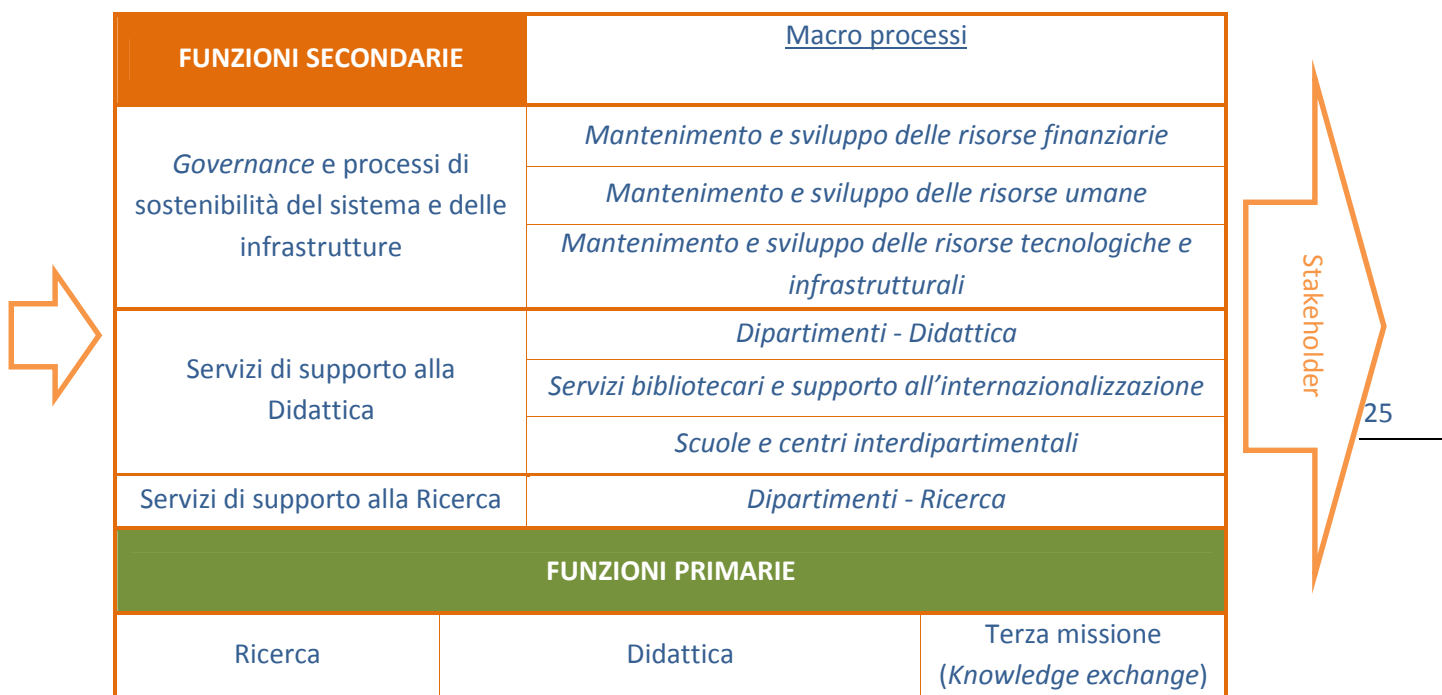 FUNZIONI SECONDARIE
Macro processi
Governance e processi di
sostenibilità del sistema e delle
infrastrutture
Mantenimento e sviluppo delle risorse finanziarie
Mantenimento e sviluppo delle risorse umane
Mantenimento e sviluppo delle risorse tecnologiche e
infrastrutturali
Servizi di supporto alla
Didattica
Dipartimenti - Didattica
Servizi bibliotecari e supporto all’internazionalizzazione
Scuole e centri interdipartimentali
Servizi di supporto alla Ricerca
Dipartimenti - Ricerca
FUNZIONI PRIMARIE
Ricerca
Didattica
Terza missione
(Knowledge exchange)
Stakeholder
25